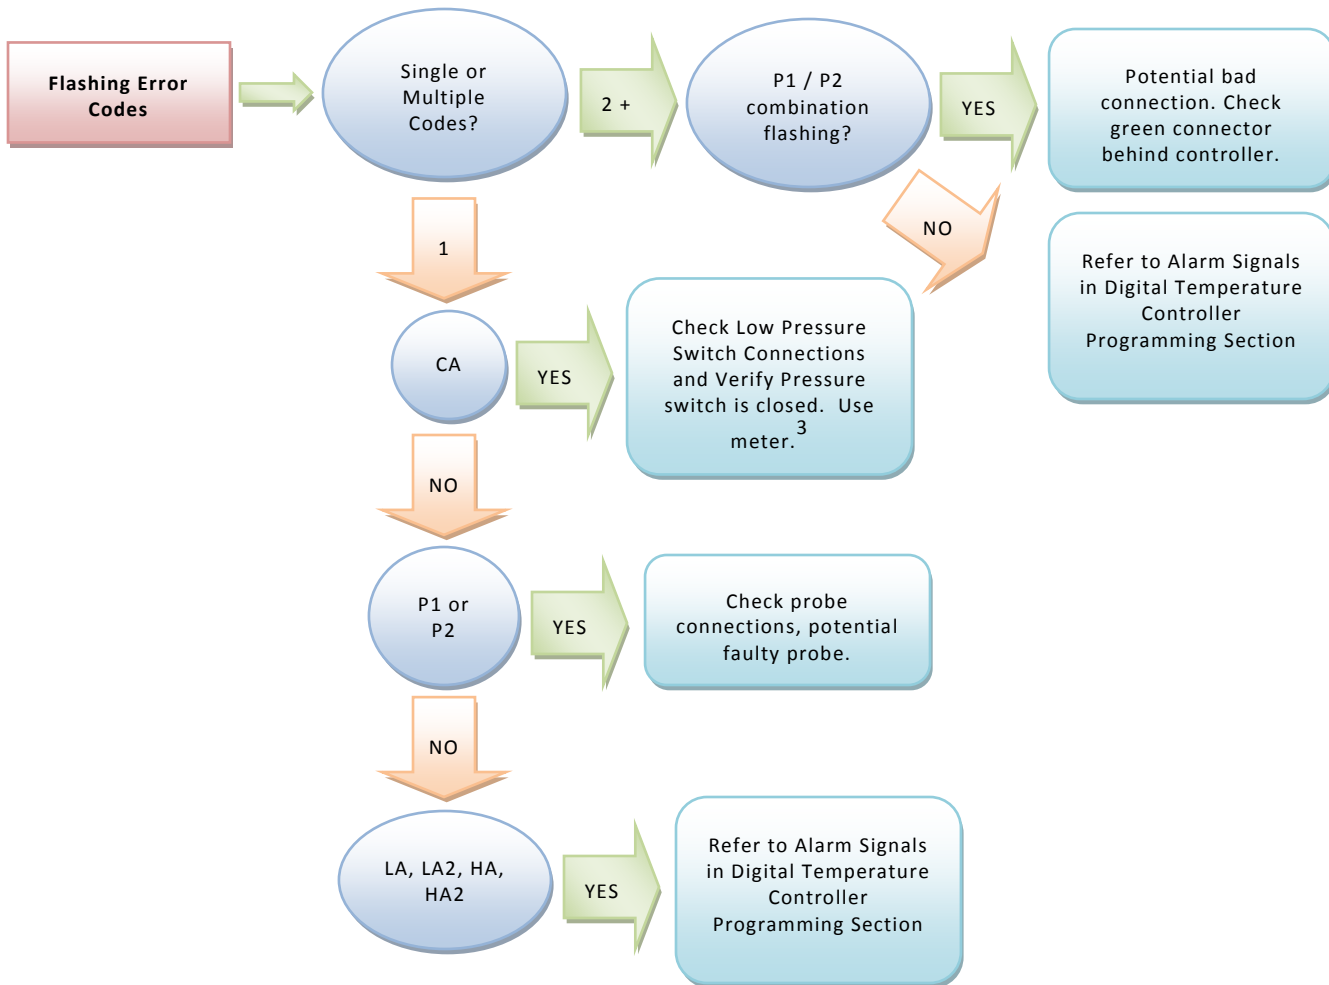 Flashing Error
Codes
Single or
Multiple
Codes?
2 +
P1 / P2
combination
flashing?
YES
Potential bad
connection. Check
green connector
behind controller.
NO
Refer to Alarm Signals
in Digital Temperature
Controller
Programming Section
1
CA
YES
Check Low Pressure
Switch Connections
and Verify Pressure
switch is closed. Use
meter.3
NO
P1 or
P2
YES
Check probe
connections, potential
faulty probe.
NO
LA, LA2, HA,
HA2
YES
Refer to Alarm Signals
in Digital Temperature
Controller
Programming Section